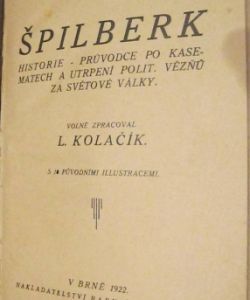 ŠPILBERK
HISTORIE - PRŮVODCE PO KASE-
MATECH A UTRPENÍ POLIT. VĚZŇŮ
ZA SVĚTOVÉ VÁLKY.
VOLNĚ ZPRACOVAL
L. KOLAČÍK.
PŮVODNÍMI ILLUSTRACEMI.
V BRNĚ 1922.
NAKLADATELSTVÍ